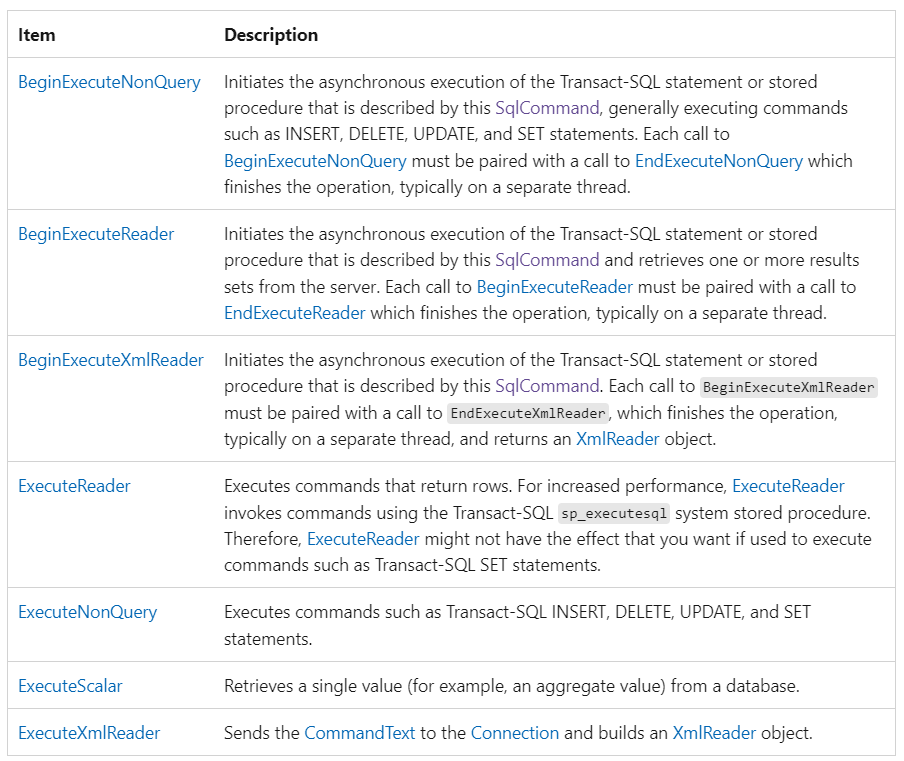 Item Description
BeginExecuteNonQuery Initiates the asynchronous execution of the Transact-SQL statement or stored
procedure that is described by this SqlCommand, generally executing commands
such as INSERT, DELETE, UPDATE, and SET statements. Each call to
BeginExecuteNonQuery must be paired with a call to EndExecuteNonQuery which
finishes the operation, typically on a separate thread.
BeginExecuteReader Initiates the asynchronous execution of the Transact-SQL statement or stored
procedure that is described by this SqlCommand and retrieves one or more results
sets from the server. Each call to BeginExecuteReader must be paired with a call to
EndExecuteReader which finishes the operation, typically on a separate thread.
BeginExecuteXmlReader Initiates the asynchronous execution of the Transact-SQL statement or stored
procedure that is described by this SqlCommand. Each call to BeginExecuteXmlReader
must be paired with a call to EndExecuteXmlReader, which finishes the operation,
typically on a separate thread, and returns an XmlReader object.
ExecuteReader Executes commands that return rows. For increased performance, ExecuteReader
invokes commands using the Transact-SQL sp_executesql system stored procedure.
Therefore, ExecuteReader might not have the effect that you want if used to execute
commands such as Transact-SQL SET statements.
ExecuteNonQuery Executes commands such as Transact-SQL INSERT, DELETE, UPDATE, and SET
statements.
ExecuteScalar Retrieves a single value (for example, an aggregate value) from a database.
ExecuteXmlReader Sends the CommandText to the Connection and builds an XmlReader object.